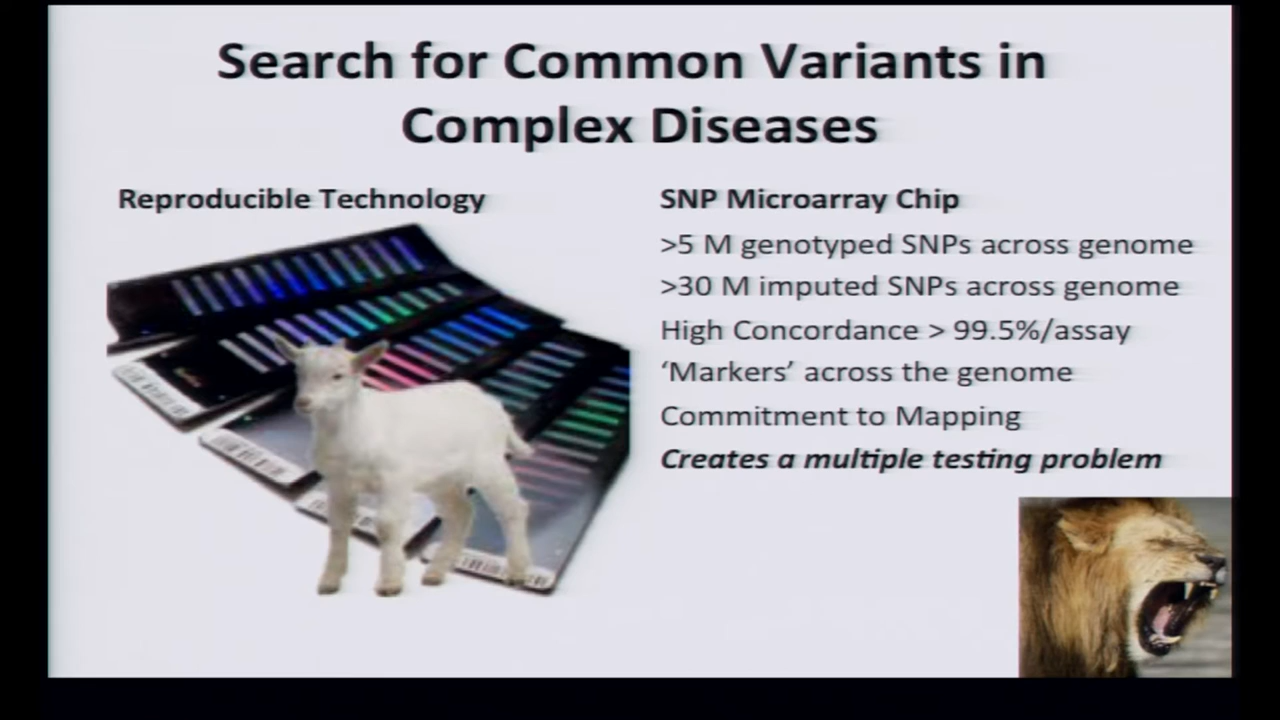 Search for Common Variants in
Complex Diseases
Reproducible Technology
SNP Microarray Chip
>5 M genotyped SNPs across genome
>30 M imputed SNPs across genome
High Concordance > 99.5%/assay
‘Markers’ across the genome
Commitment to Mapping
Creates a multiple testing problem